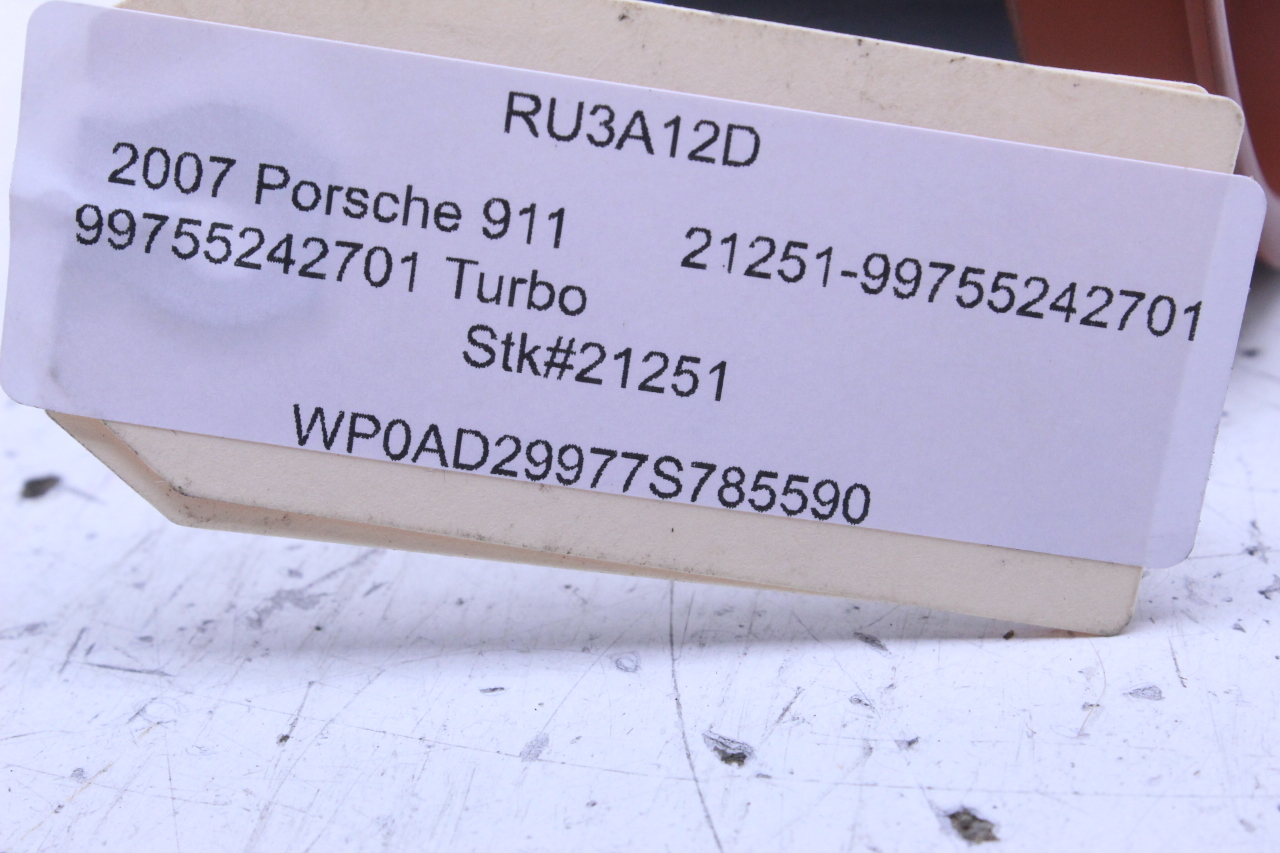 RU3A12D
2007 Porsche 911
21251-99755242701
99755242701 Turbo
Stk#21251
WP0AD29977S785590